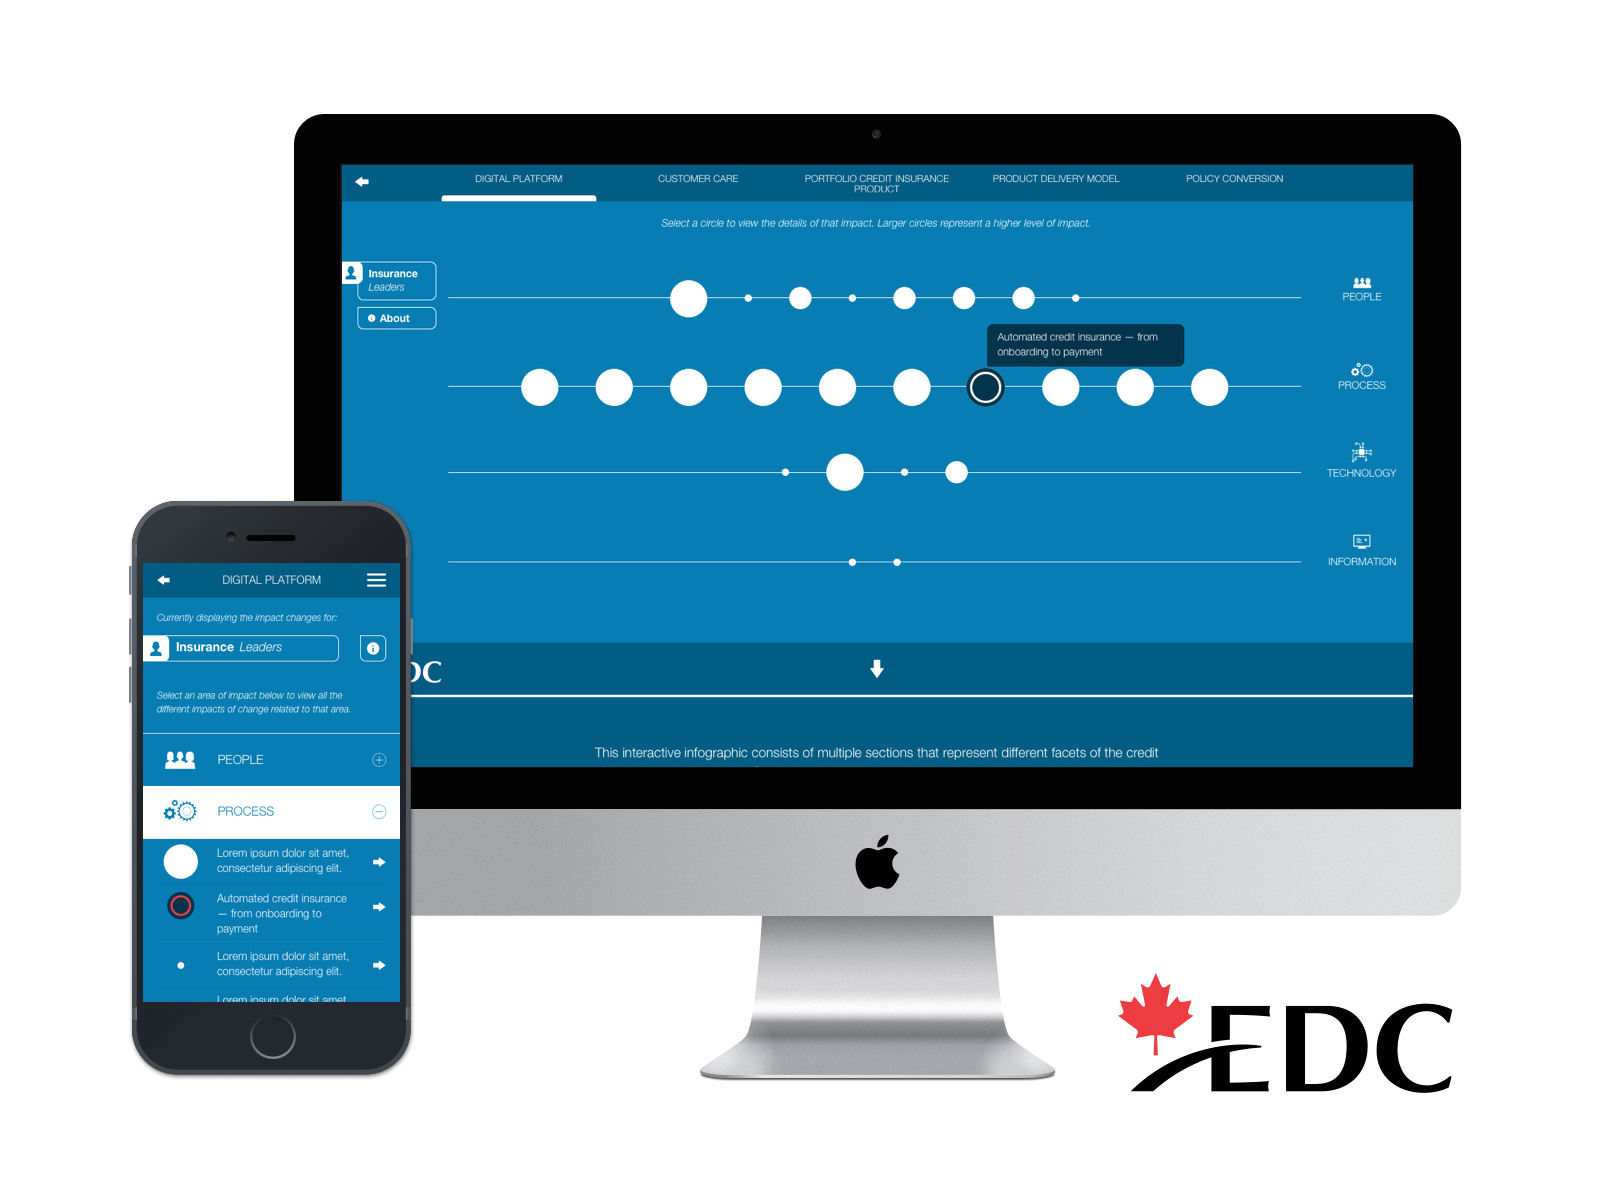 DIGITAL PLATFORM
CUSTOMER CARE
PORTFOLIO CREDIT INSURANCE
PRODUCT
PRODUCT DELIVERY MODEL
POLICY CONVERSION
Select a circle to view the details of that impact. Larger circles represent a higher level of impact.
Insurance
Leaders
About
PEOPLE
Automated credit insurance — from
onboarding to payment
PROCESS
TECHNOLOGY
INFORMATION
DC
This interactive infographic consists of multiple sections that represent different facets of the credit
DIGITAL PLATFORM
Currently displaying the impact changes for:
Insurance Leaders
Select an area of impact below to view all the
different impacts of change related to that area.
PEOPLE
PROCESS
Lorem ipsum dolor sit amet,
consectetur adipiscing elit.
Automated credit insurance
— from onboarding to
payment
Lorem ipsum dolor sit amet,
consectetur adipiscing elit.
Lorem ipsum dolor sit amet
EDC